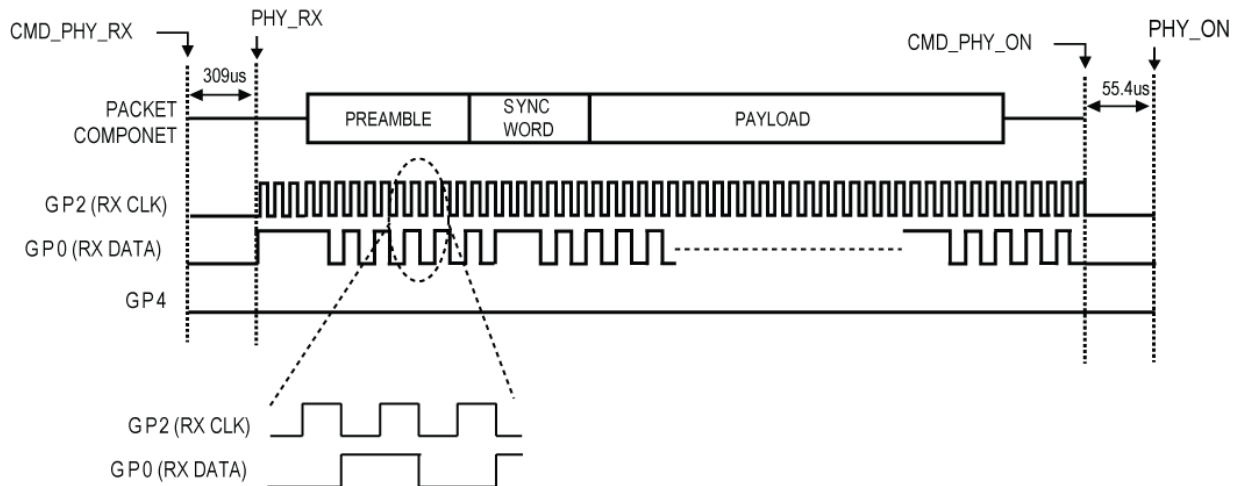 CMD_PHY_RX
PHY_RX
CMD_PHY_ON
PHY_ON
309us
55.4us
PACKET
COMPONET
PREAMBLE
SYNC
WORD
PAYLOAD
GP2 (RX CLK)
GP0 (RX DATA)
GP4
GP2 (RX CLK)
GP0 (RX DATA)